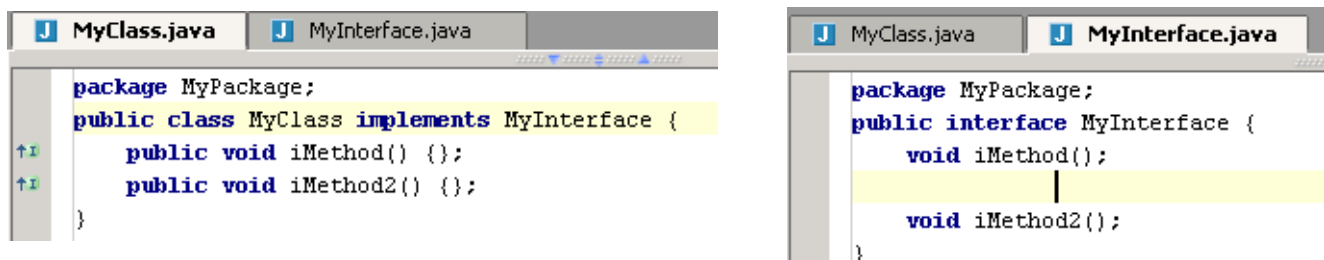 J MyClass.java J MyInterface.java
package MyPackage;
public class MyClass implements MyInterface {
public void iMethod() {};
public void iMethod2() {};
}
J MyClass.java J MyInterface.java
package MyPackage;
public interface MyInterface {
void iMethod();
void iMethod2();
}